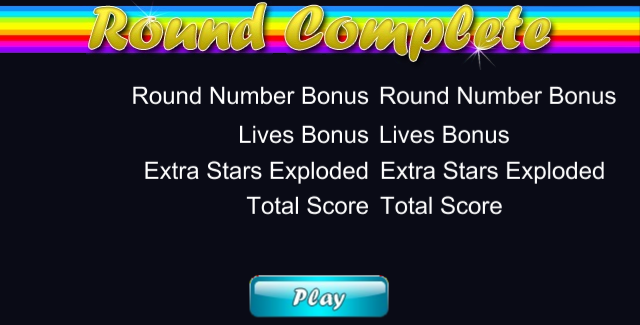 Round Complete
Round Number Bonus Round Number Bonus
Lives Bonus Lives Bonus
Extra Stars Exploded Extra Stars Exploded
Total Score Total Score
Play